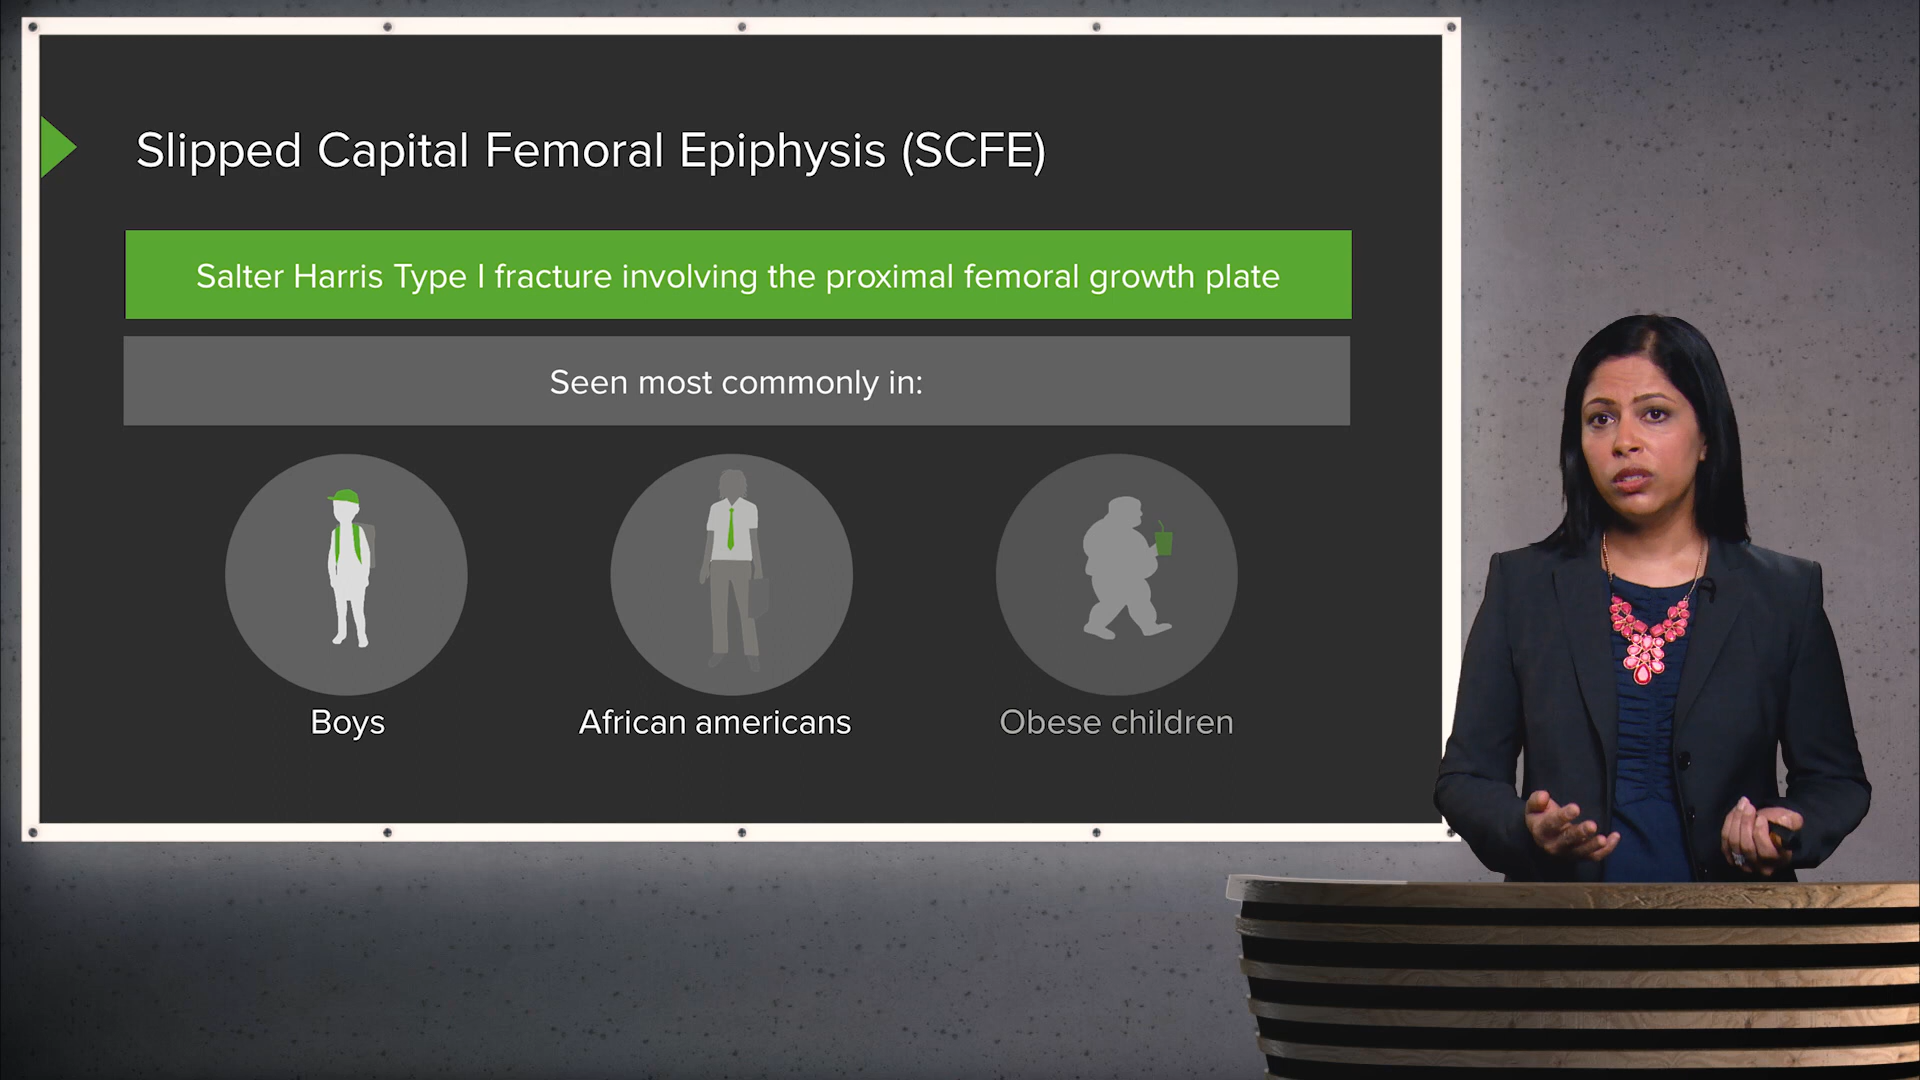 Slipped Capital Femoral Epiphysis (SCFE)
Salter Harris Type I fracture involving the proximal femoral growth plate
Seen most commonly in:
Boys
African americans
Obese children